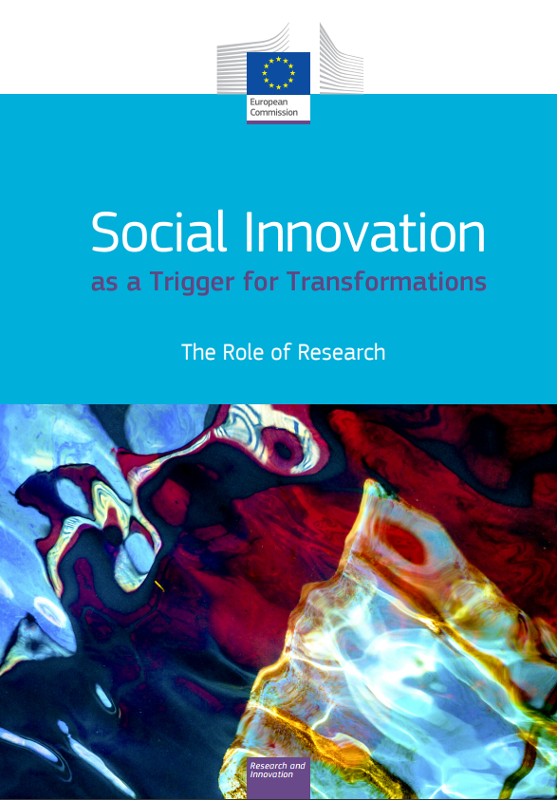 European
Commission
Social Innovation
as a Trigger for Transformations
The Role of Research
Research and
Innovation